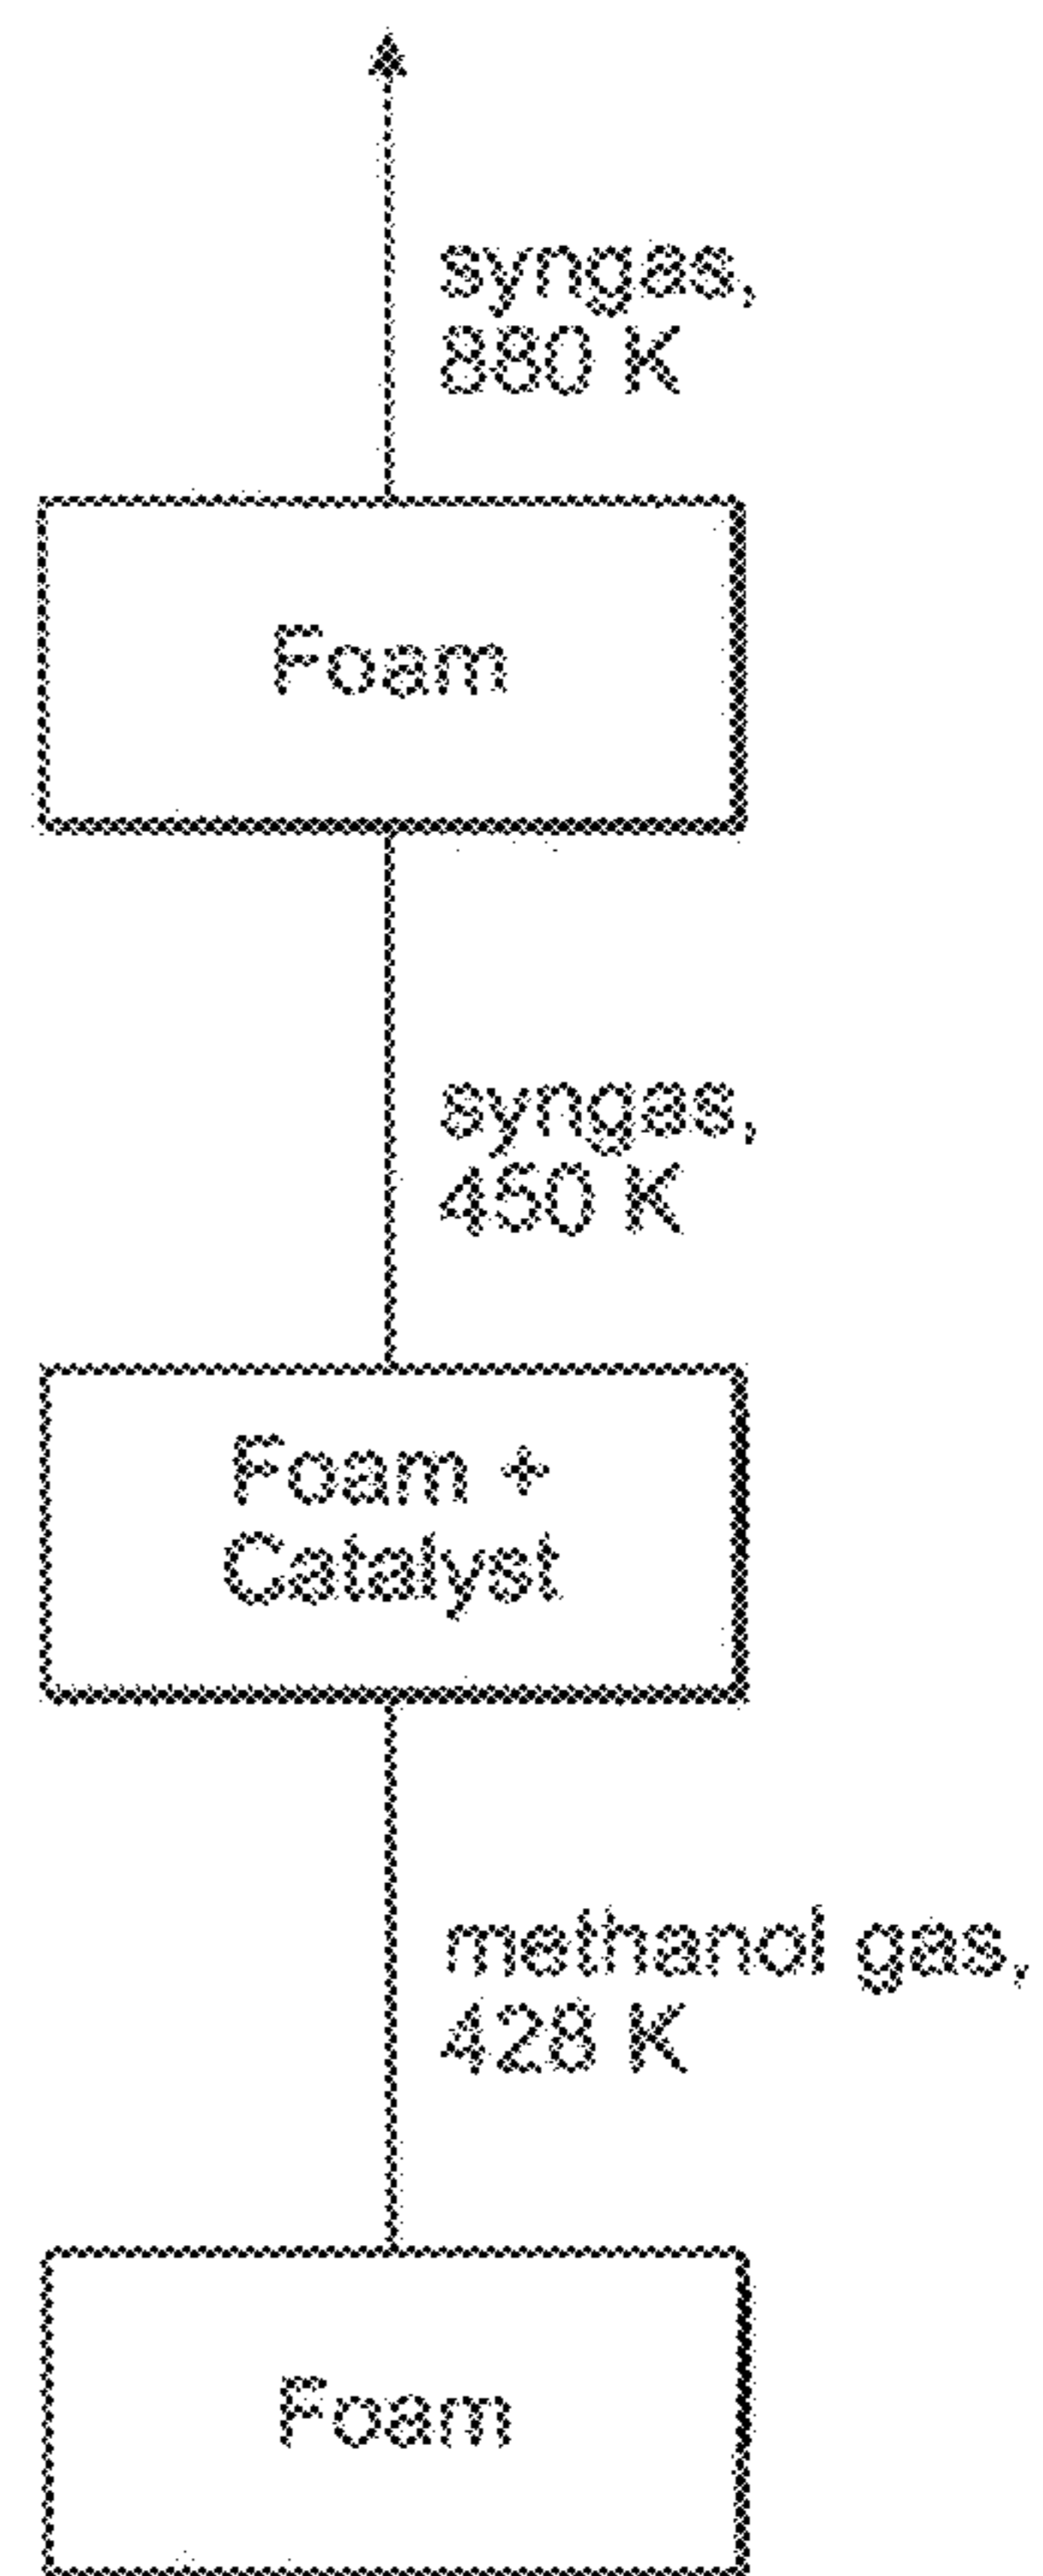 syngas,
880 K
Foam
syngas,
450 K
Foam +
Catalyst
methanol gas,
428 K
Foam